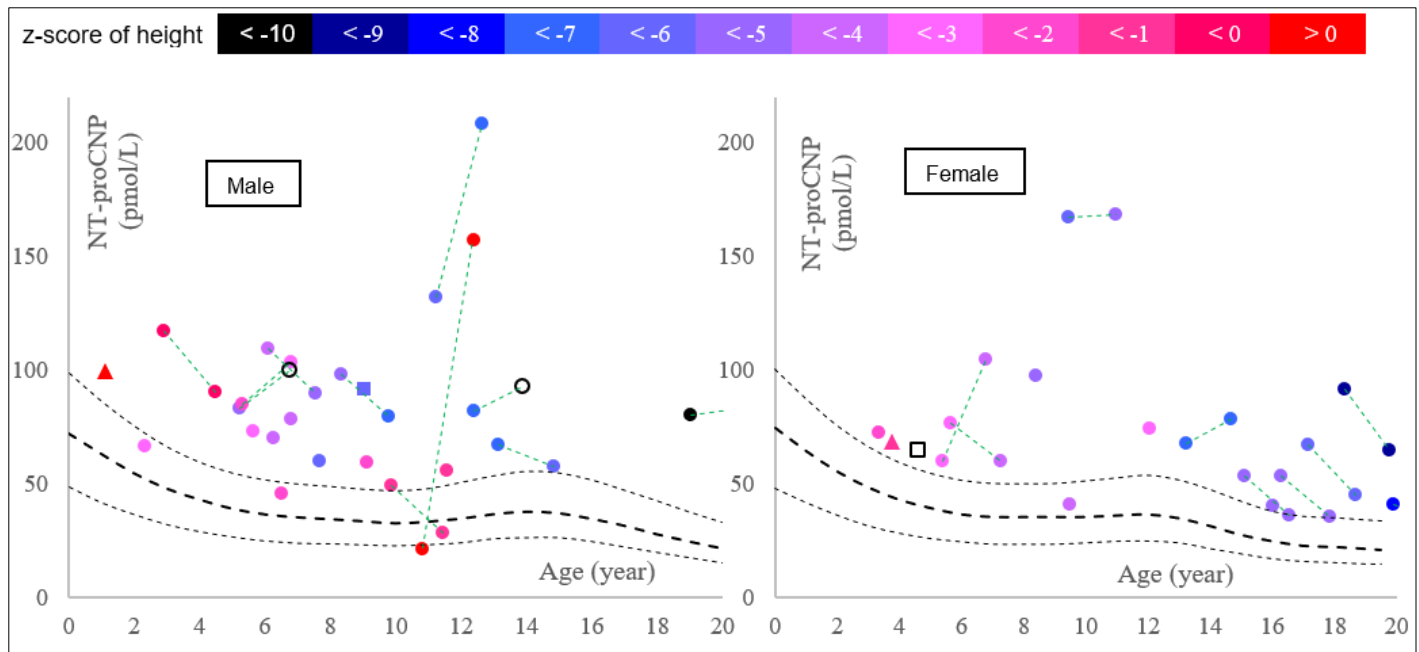 z-score of height < -10 < -9 < -8 < -7 < -6 < -5 < -4 < -3 < -2 < -1 < 0 > 0
NT-proCNP
(pmol/L)
Male
200
150
100
50
0
Age (year)
0 2 4 6 8 10 12 14 16 18 20
NT-proCNP
(pmol/L)
Female
200
150
100
50
0
Age (year)
0 2 4 6 8 10 12 14 16 18 20